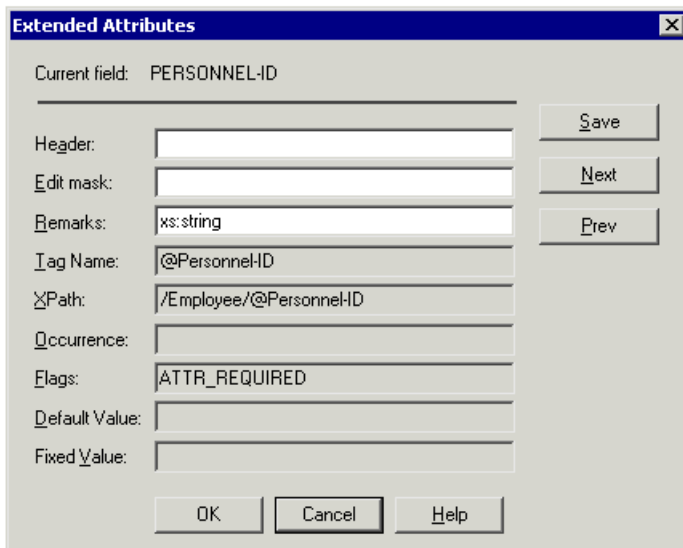 Extended Attributes
Current field: PERSONNEL-ID
Save
Header:
Edit mask:
Next
Remarks: xs:string
Prev
Tag Name: @Personnel-ID
XPath: /Employee/@Personnel-ID
Occurrence:
Flags: ATTR_REQUIRED
Default Value:
Fixed Value:
OK Cancel Help